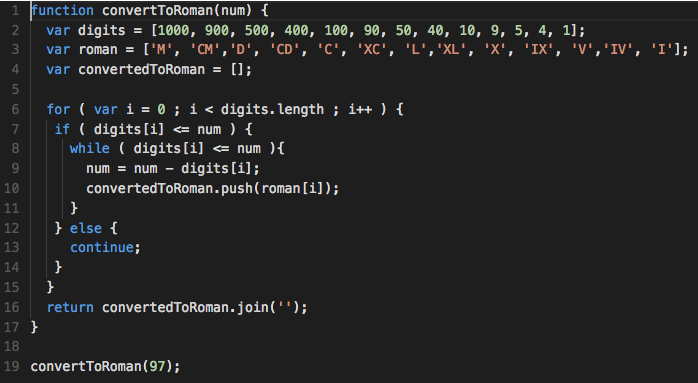 1 function convertToRoman(num) {
2   var digits = [1000, 900, 500, 400, 100, 90, 50, 40, 10, 9, 5, 4, 1];
3   var roman = ['M', 'CM','D', 'CD', 'C', 'XC', 'L','XL', 'X', 'IX', 'V','IV', 'I'];
4   var convertedToRoman = [];
5
6   for ( var i = 0 ; i < digits.length ; i++ ) {
7    if ( digits[i] <= num ) {
8      while ( digits[i] <= num ){
9        num = num - digits[i];
10        convertedToRoman.push(roman[i]);
11      }
12    } else {
13      continue;
14    }
15   }
16   return convertedToRoman.join('');
17 }
18
19 convertToRoman(97);